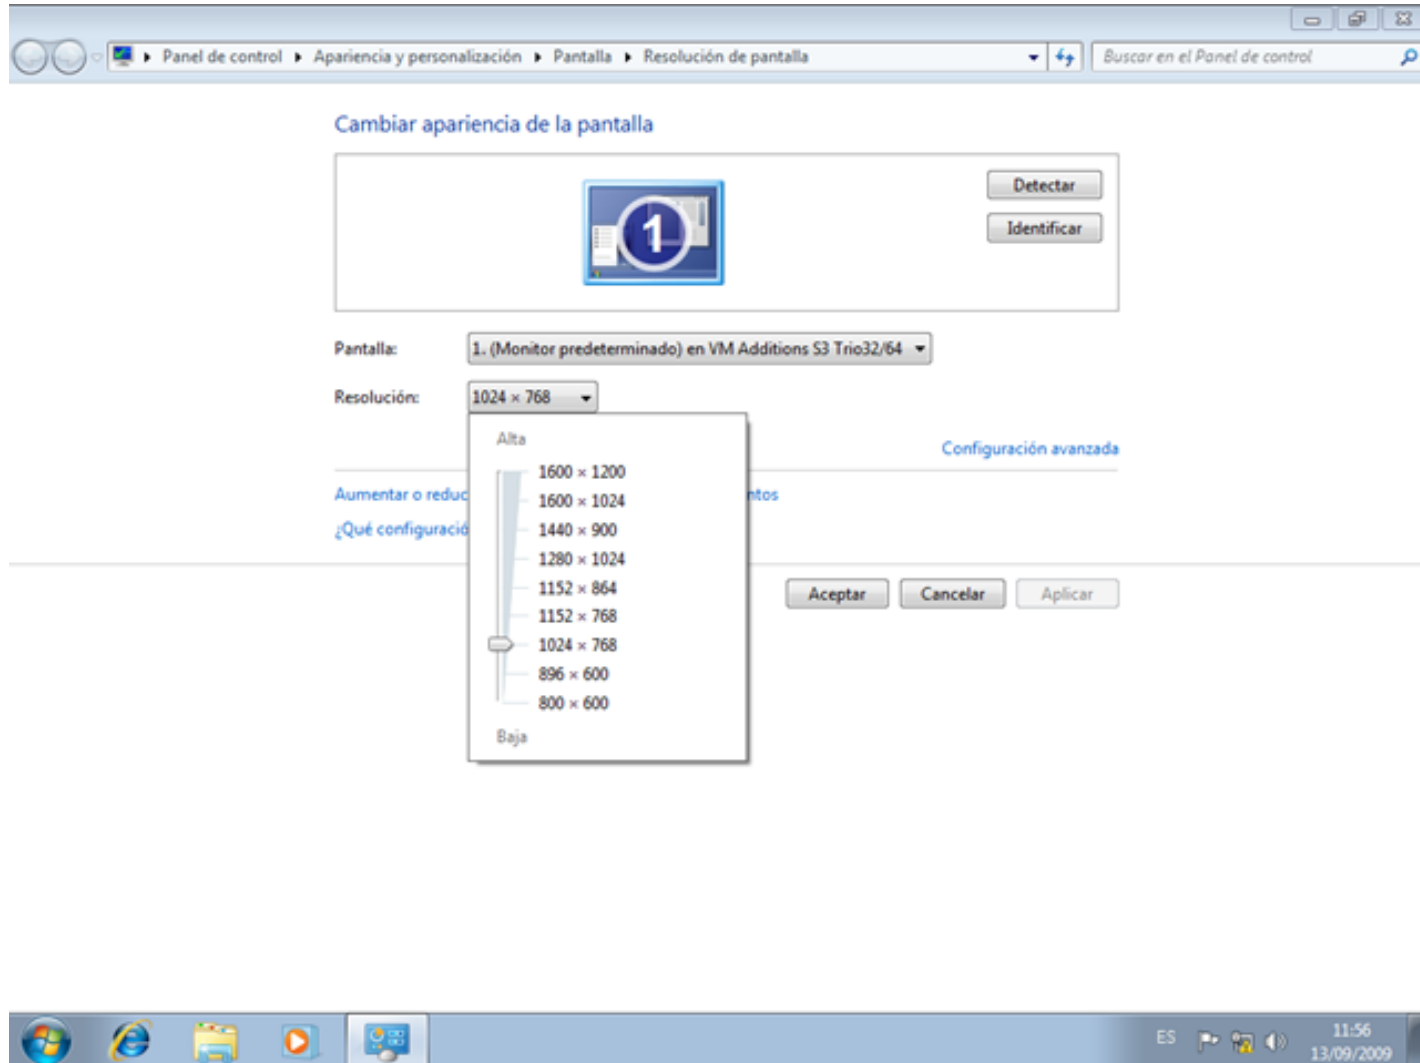 Panel de control ▸ Apariencia y personalización ▸ Pantalla ▸ Resolución de pantalla
Buscar en el Panel de control
Cambiar apariencia de la pantalla
1
Detectar
Identificar
Pantalla: 1. (Monitor predeterminado) en VM Additions S3 Trio32/64
Resolución: 1024 × 768
Alta
Configuración avanzada
1600 × 1200
Aumentar o reduc ntos
1600 × 1024
¿Qué configuració
1440 × 900
1280 × 1024
1152 × 864
Aceptar Cancelar Aplicar
1152 × 768
1024 × 768
896 × 600
800 × 600
Baja
ES
11:56
13/09/2009